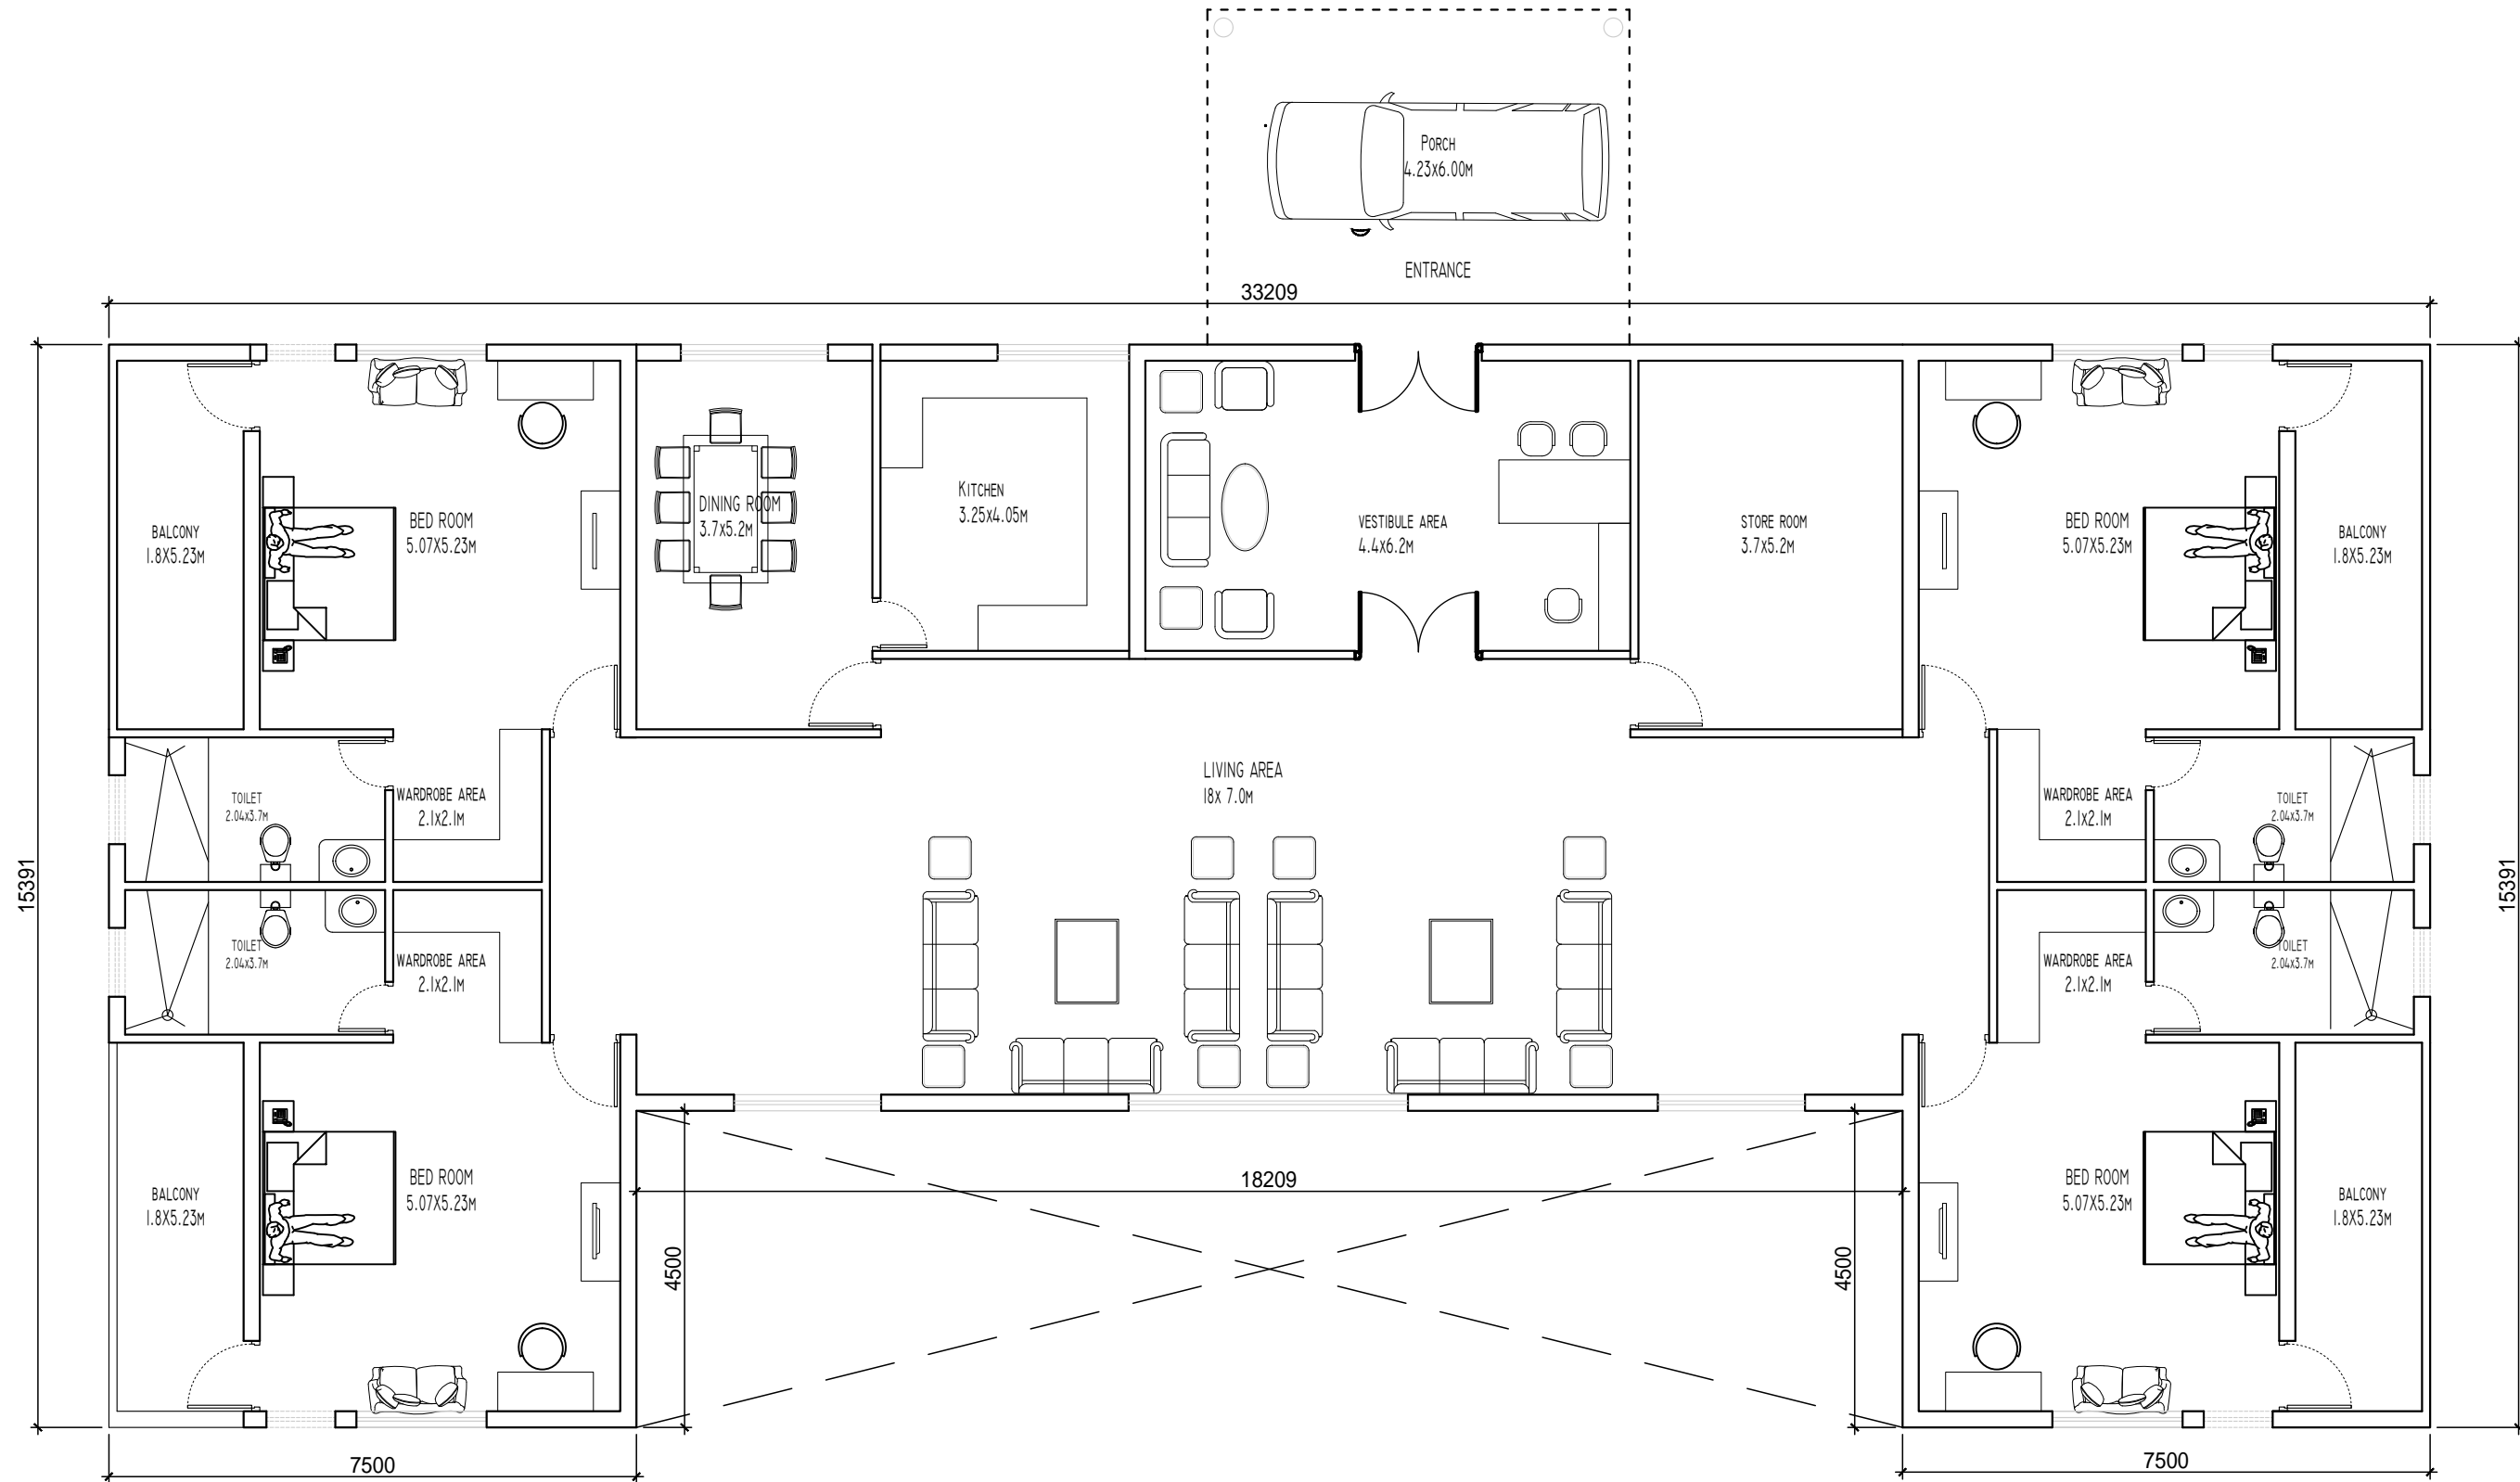 Porch
4.23x6.00m
ENTRANCE
33209
BALCONY
1.8X5.23m
BED ROOM
5.07X5.23m
DINING ROOM
3.7x5.2m
Kitchen
3.25x4.05m
VESTIBULE AREA
4.4x6.2m
STORE ROOM
3.7x5.2m
BED ROOM
5.07X5.23m
BALCONY
1.8X5.23m
LIVING AREA
18x 7.0m
TOILET
2.04x3.7m
WARDROBE AREA
2.1x2.1m
WARDROBE AREA
2.1x2.1m
TOILET
2.04x3.7m
15391
15391
TOILET
2.04x3.7m
WARDROBE AREA
2.1x2.1m
WARDROBE AREA
2.1x2.1m
TOILET
2.04x3.7m
BALCONY
1.8X5.23m
BED ROOM
5.07X5.23m
18209
BED ROOM
5.07X5.23m
BALCONY
1.8X5.23m
4500
4500
7500
7500